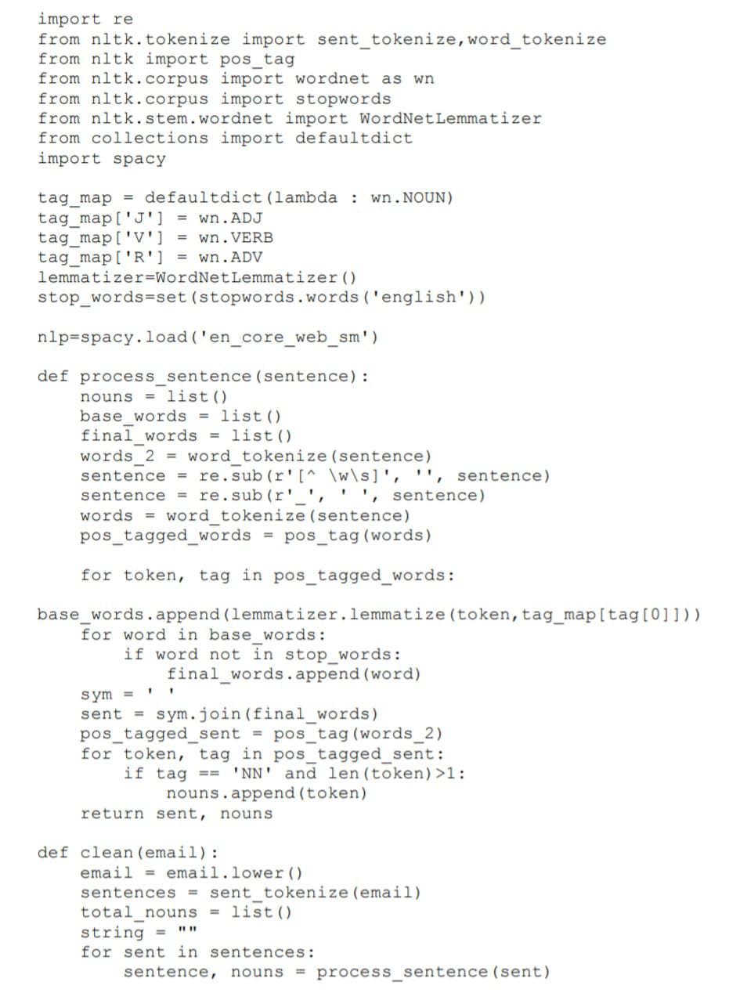 import re
from nltk.tokenize import sent_tokenize,word_tokenize
from nltk import pos_tag
from nltk.corpus import wordnet as wn
from nltk.corpus import stopwords
from nltk.stem.wordnet import WordNetLemmatizer
from collections import defaultdict
import spacy

tag_map = defaultdict(lambda : wn.NOUN)
tag_map['J'] = wn.ADJ
tag_map['V'] = wn.VERB
tag_map['R'] = wn.ADV
lemmatizer=WordNetLemmatizer()
stop_words=set(stopwords.words('english'))

nlp=spacy.load('en_core_web_sm')

def process_sentence(sentence):
    nouns = list()
    base_words = list()
    final_words = list()
    words_2 = word_tokenize(sentence)
    sentence = re.sub(r'[^ \w\s]', '', sentence)
    sentence = re.sub(r'_', ' ', sentence)
    words = word_tokenize(sentence)
    pos_tagged_words = pos_tag(words)

    for token, tag in pos_tagged_words:

base_words.append(lemmatizer.lemmatize(token,tag_map[tag[0]]))
    for word in base_words:
        if word not in stop_words:
            final_words.append(word)
    sym = ' '
    sent = sym.join(final_words)
    pos_tagged_sent = pos_tag(words_2)
    for token, tag in pos_tagged_sent:
        if tag == 'NN' and len(token)>1:
            nouns.append(token)
    return sent, nouns

def clean(email):
    email = email.lower()
    sentences = sent_tokenize(email)
    total_nouns = list()
    string = ""
    for sent in sentences:
        sentence, nouns = process_sentence(sent)